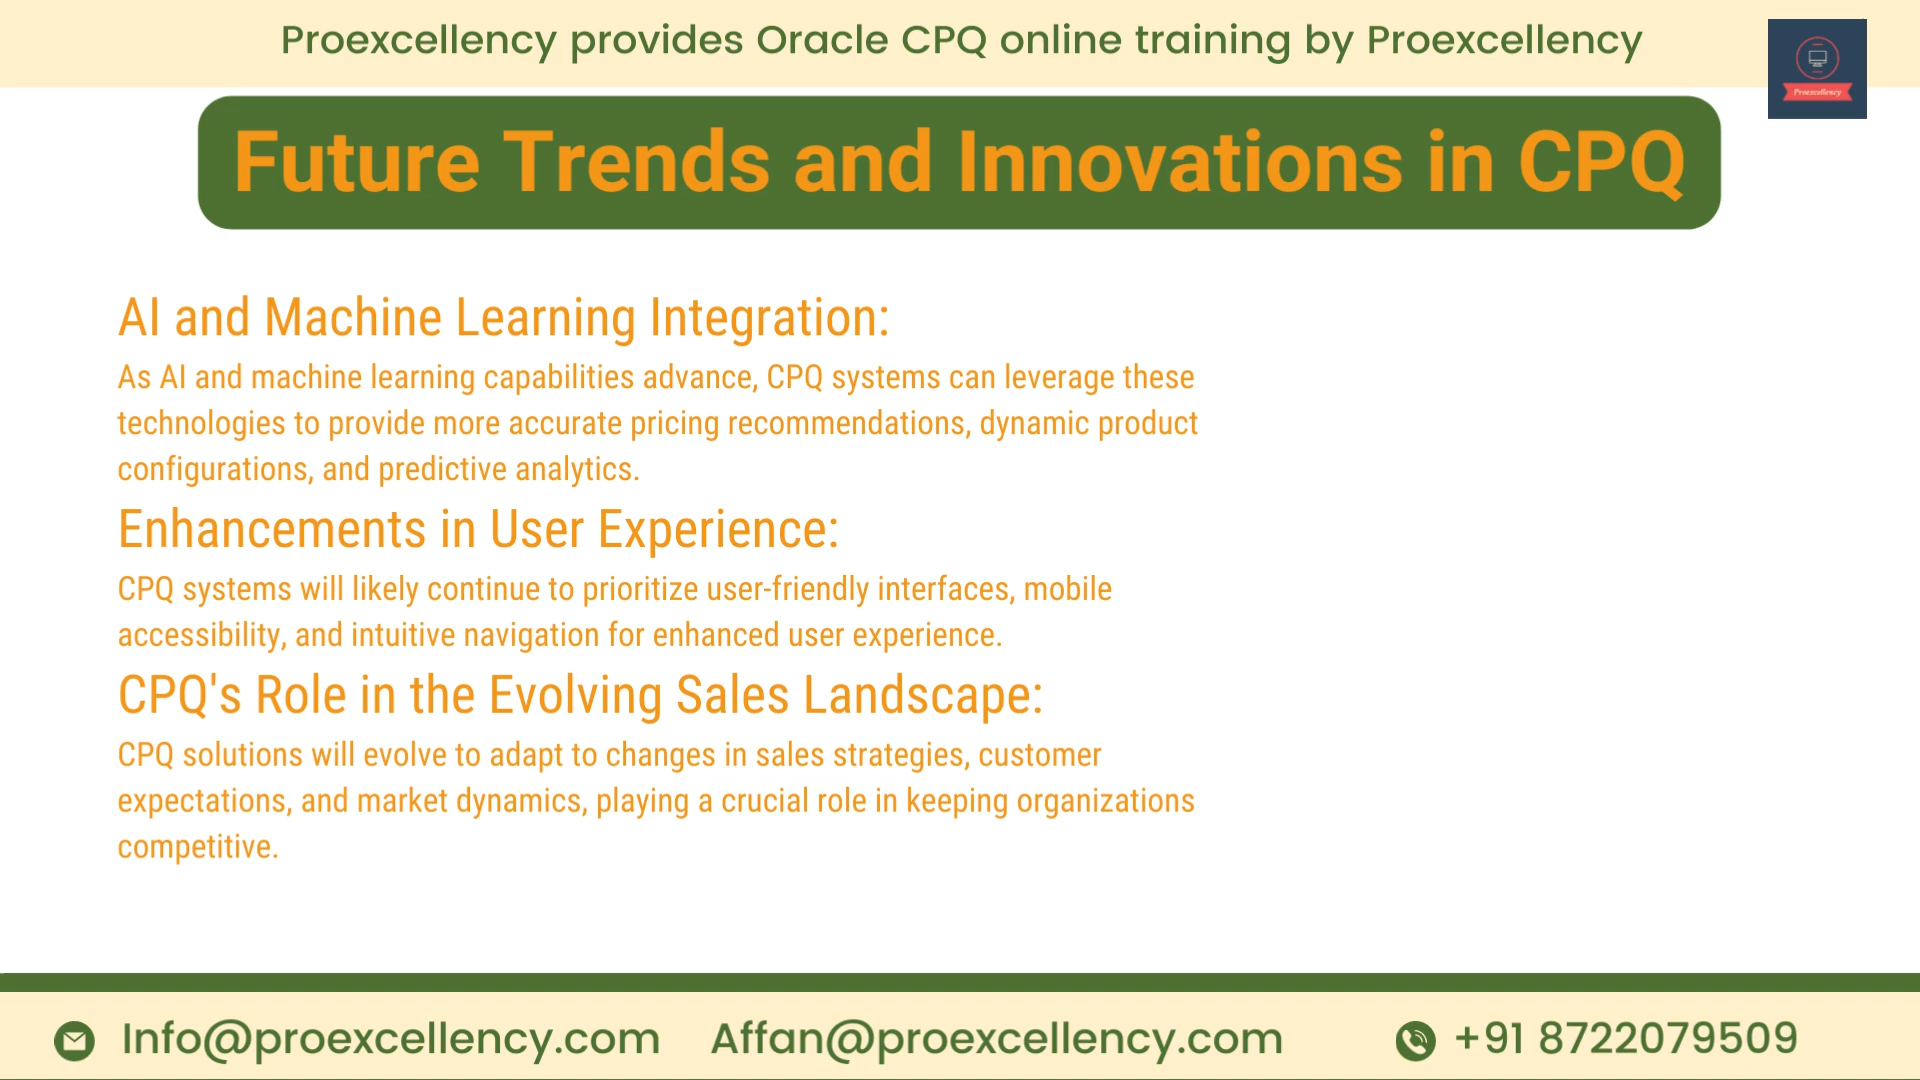 Proexcellency provides Oracle CPQ online training by Proexcellency
Proexcellency
Future Trends and Innovations in CPQ
AI and Machine Learning Integration:
As AI and machine learning capabilities advance, CPQ systems can leverage these
technologies to provide more accurate pricing recommendations, dynamic product
configurations, and predictive analytics.
Enhancements in User Experience:
CPQ systems will likely continue to prioritize user-friendly interfaces, mobile
accessibility, and intuitive navigation for enhanced user experience.
CPQ's Role in the Evolving Sales Landscape:
CPQ solutions will evolve to adapt to changes in sales strategies, customer
expectations, and market dynamics, playing a crucial role in keeping organizations
competitive.
Info@proexcellency.com Affan@proexcellency.com +91 8722079509